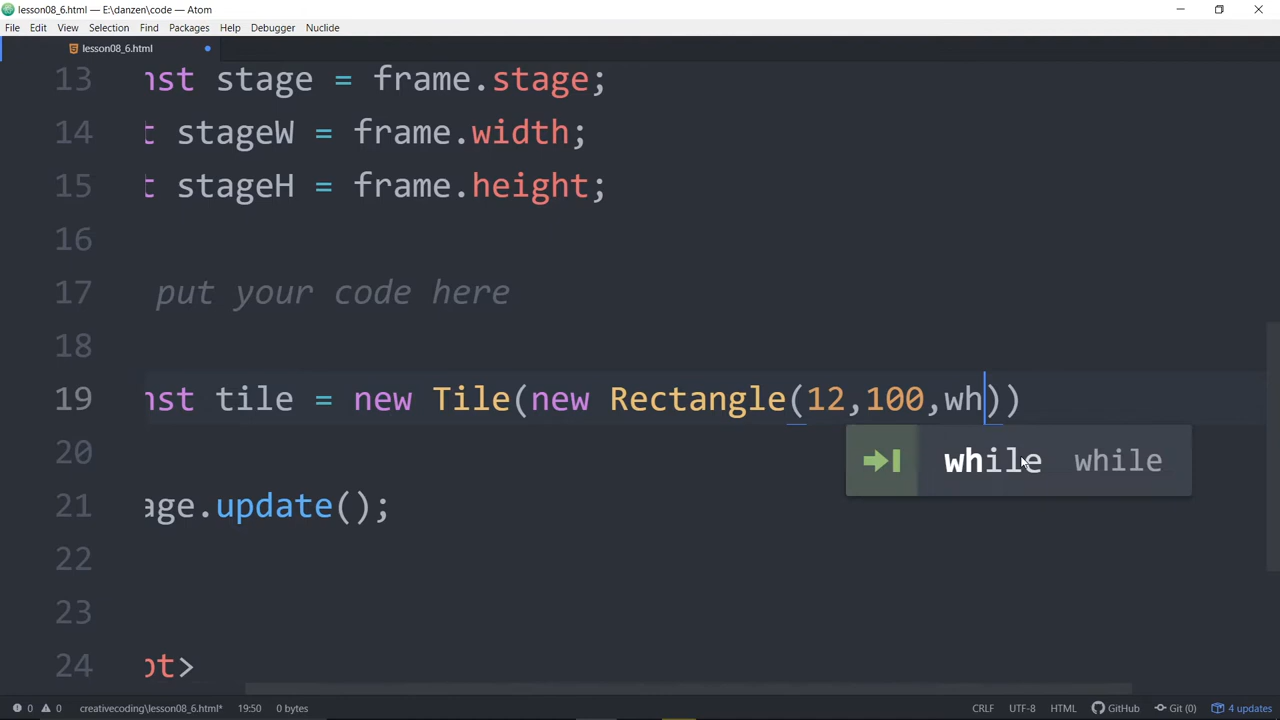 lesson08_6.html — E:\danzen\code — Atom
File Edit View Selection Find Packages Help Debugger Nuclide
lesson08_6.html
13 nst stage = frame.stage;
14 t stageW = frame.width;
15 t stageH = frame.height;
16
17 put your code here
18
19 nst tile = new Tile(new Rectangle(12,100,wh))
while while
20
21 age.update();
22
23
24 pt>
0 0 creativecoding\lesson08_6.html* 19:50 0 bytes CRLF UTF-8 HTML GitHub Git (0) 4 updates